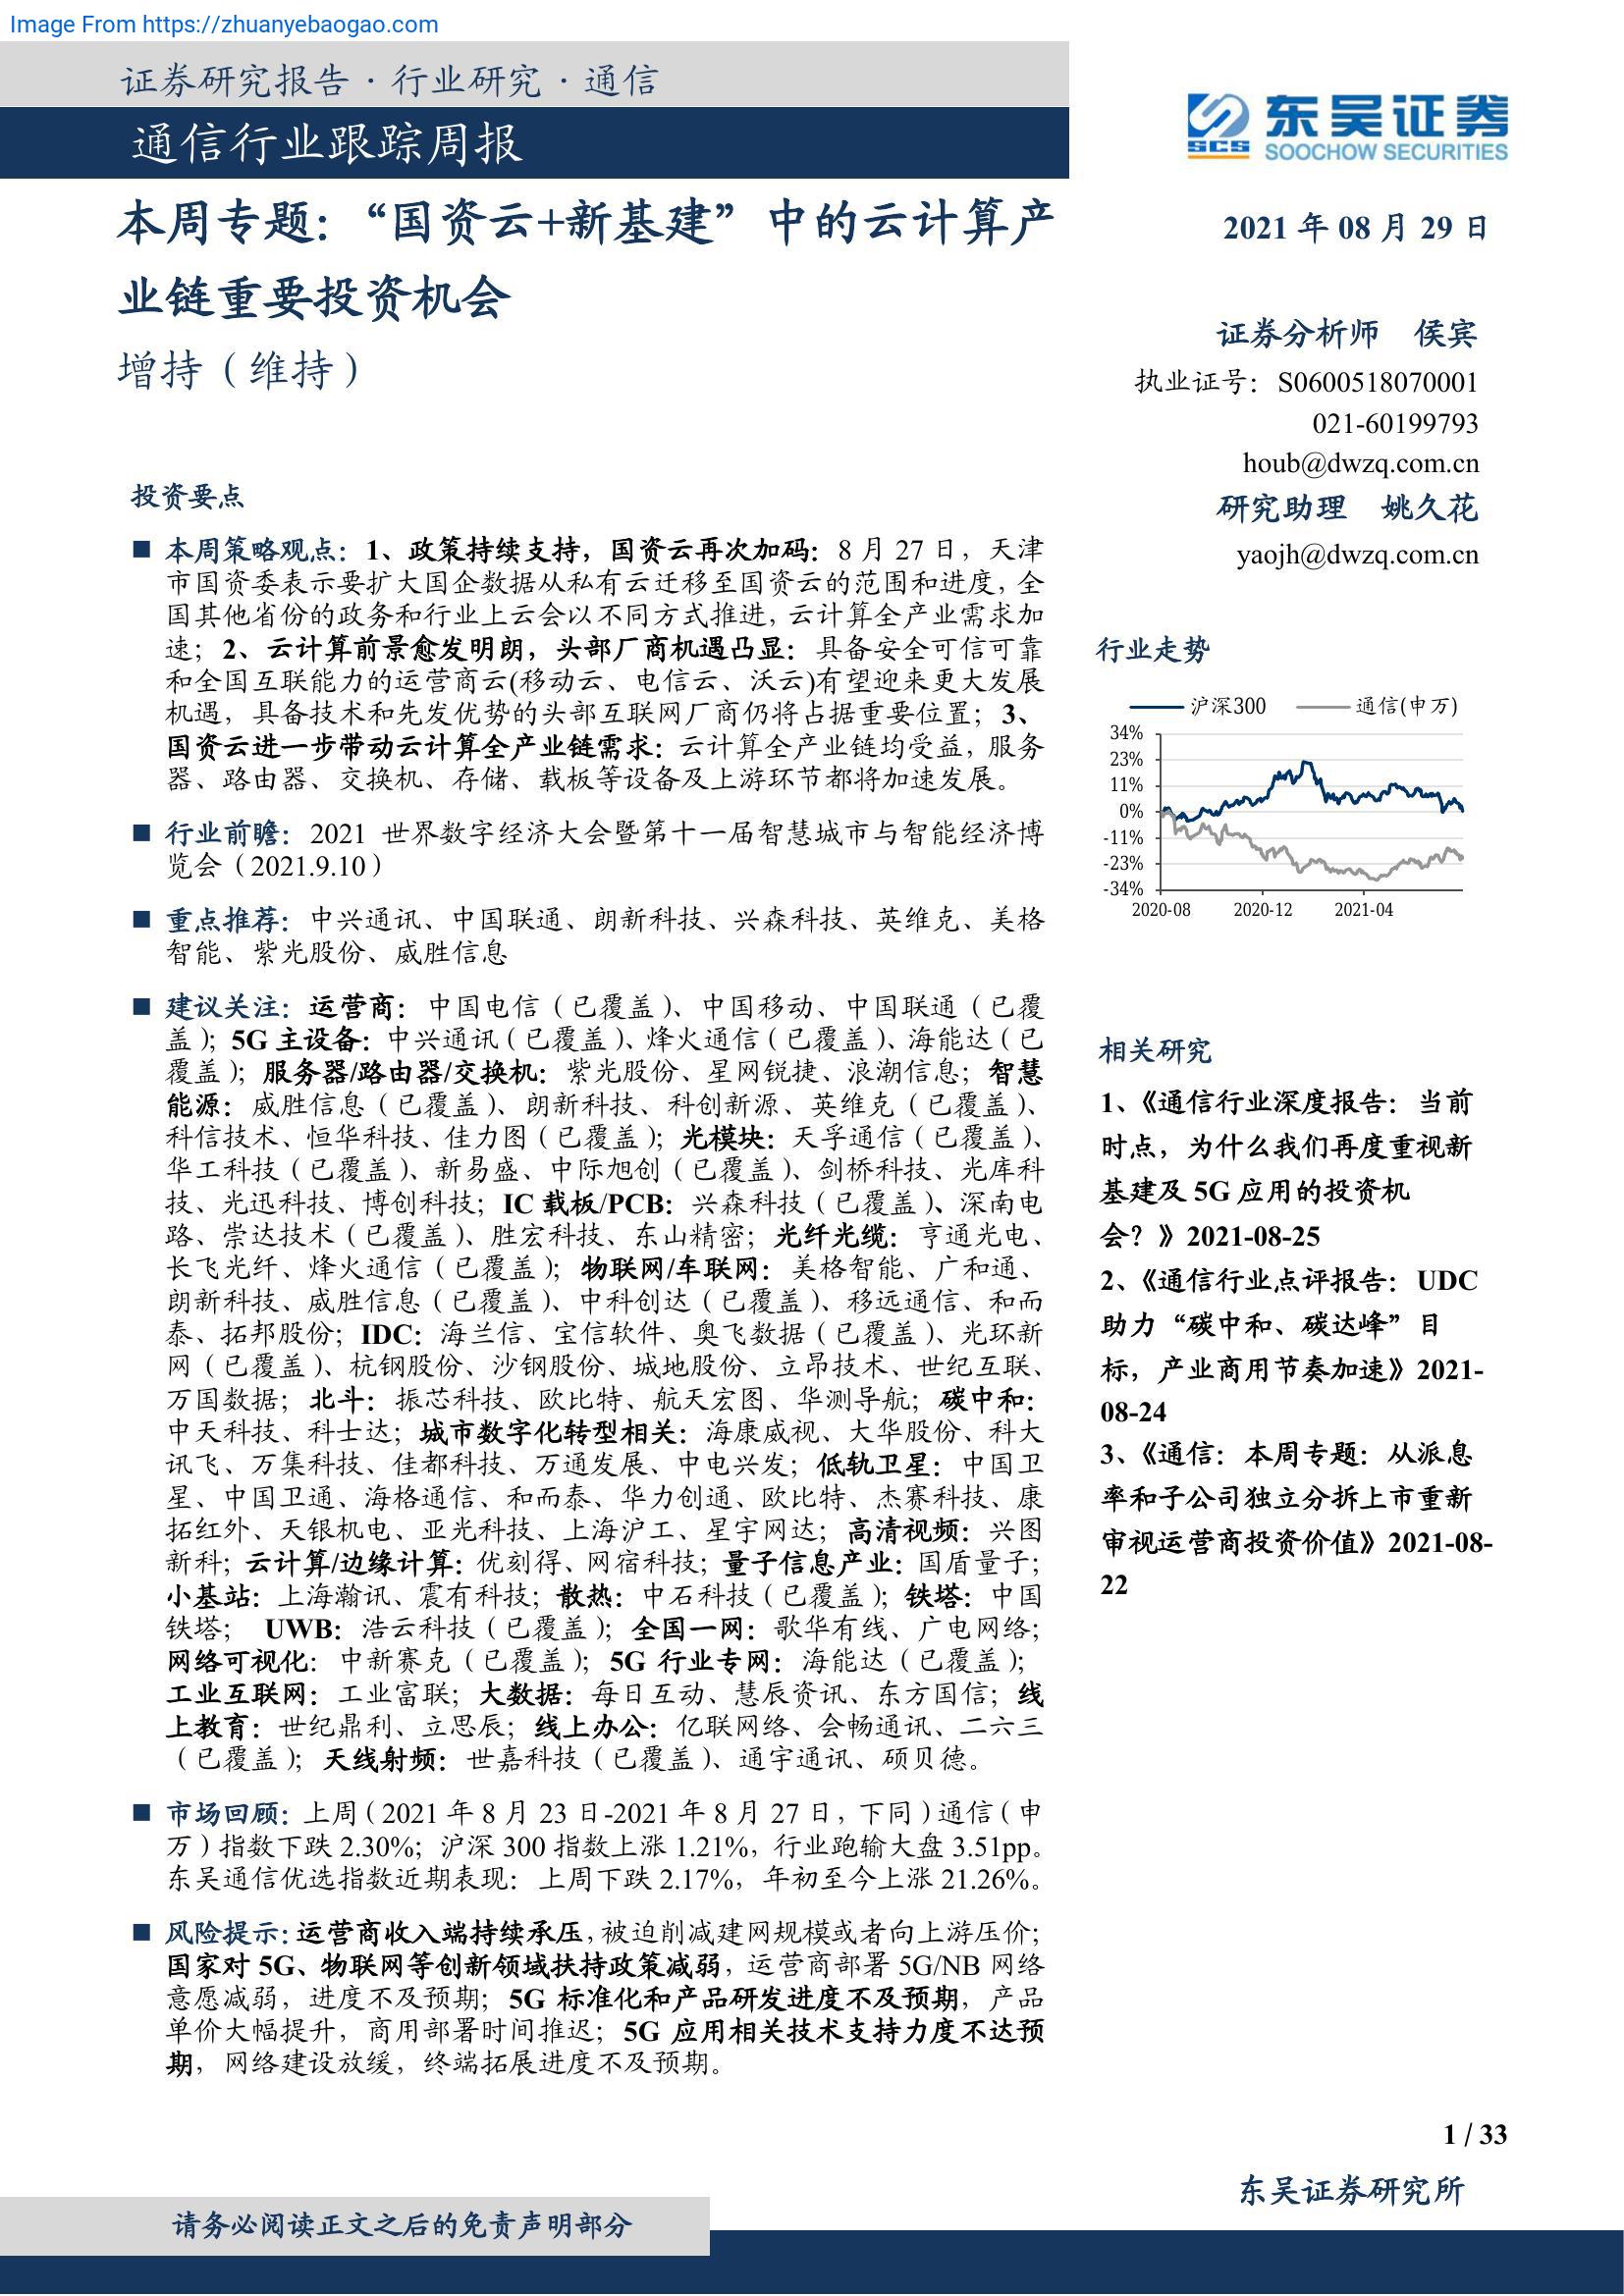 Image From https://zhuanyebaogao.com
证券研究报告·行业研究·通信
通信行业跟踪周报
本周专题：“国资云+新基建”中的云计算产
业链重要投资机会
增持（维持）
投资要点
■ 本周策略观点：1、政策持续支持，国资云再次加码：8 月 27 日，天津
市国资委表示要扩大国企数据从私有云迁移至国资云的范围和进度，全
国其他省份的政务和行业上云会以不同方式推进，云计算全产业需求加
速；2、云计算前景愈发明朗，头部厂商机遇凸显：具备安全可信可靠
和全国互联能力的运营商云(移动云、电信云、沃云)有望迎来更大发展
机遇，具备技术和先发优势的头部互联网厂商仍将占据重要位置；3、
国资云进一步带动云计算全产业链需求：云计算全产业链均受益，服务
器、路由器、交换机、存储、载板等设备及上游环节都将加速发展。
■ 行业前瞻：2021 世界数字经济大会暨第十一届智慧城市与智能经济博
览会（2021.9.10）
■ 重点推荐：中兴通讯、中国联通、朗新科技、兴森科技、英维克、美格
智能、紫光股份、威胜信息
■ 建议关注：运营商：中国电信（已覆盖）、中国移动、中国联通（已覆
盖）；5G 主设备：中兴通讯（已覆盖）、烽火通信（已覆盖）、海能达（已
覆盖）；服务器/路由器/交换机：紫光股份、星网锐捷、浪潮信息；智慧
能源：威胜信息（已覆盖）、朗新科技、科创新源、英维克（已覆盖）、
科信技术、恒华科技、佳力图（已覆盖）；光模块：天孚通信（已覆盖）、
华工科技（已覆盖）、新易盛、中际旭创（已覆盖）、剑桥科技、光库科
技、光迅科技、博创科技；IC 载板/PCB：兴森科技（已覆盖）、深南电
路、崇达技术（已覆盖）、胜宏科技、东山精密；光纤光缆：亨通光电、
长飞光纤、烽火通信（已覆盖）；物联网/车联网：美格智能、广和通、
朗新科技、威胜信息（已覆盖）、中科创达（已覆盖）、移远通信、和而
泰、拓邦股份；IDC：海兰信、宝信软件、奥飞数据（已覆盖）、光环新
网（已覆盖）、杭钢股份、沙钢股份、城地股份、立昂技术、世纪互联、
万国数据；北斗：振芯科技、欧比特、航天宏图、华测导航；碳中和：
中天科技、科士达；城市数字化转型相关：海康威视、大华股份、科大
讯飞、万集科技、佳都科技、万通发展、中电兴发；低轨卫星：中国卫
星、中国卫通、海格通信、和而泰、华力创通、欧比特、杰赛科技、康
拓红外、天银机电、亚光科技、上海沪工、星宇网达；高清视频：兴图
新科；云计算/边缘计算：优刻得、网宿科技；量子信息产业：国盾量子；
小基站：上海瀚讯、震有科技；散热：中石科技（已覆盖）；铁塔：中国
铁塔； UWB：浩云科技（已覆盖）；全国一网：歌华有线、广电网络；
网络可视化：中新赛克（已覆盖）；5G 行业专网：海能达（已覆盖）；
工业互联网：工业富联；大数据：每日互动、慧辰资讯、东方国信；线
上教育：世纪鼎利、立思辰；线上办公：亿联网络、会畅通讯、二六三
（已覆盖）；天线射频：世嘉科技（已覆盖）、通宇通讯、硕贝德。
■ 市场回顾：上周（2021 年 8 月 23 日-2021 年 8 月 27 日，下同）通信（申
万）指数下跌 2.30%；沪深 300 指数上涨 1.21%，行业跑输大盘 3.51pp。
东吴通信优选指数近期表现：上周下跌 2.17%，年初至今上涨 21.26%。
■ 风险提示：运营商收入端持续承压，被迫削减建网规模或者向上游压价；
国家对 5G、物联网等创新领域扶持政策减弱，运营商部署 5G/NB 网络
意愿减弱，进度不及预期；5G 标准化和产品研发进度不及预期，产品
单价大幅提升，商用部署时间推迟；5G 应用相关技术支持力度不达预
期，网络建设放缓，终端拓展进度不及预期。
SCS 东吴证券
SOOCHOW SECURITIES
2021 年 08 月 29 日
证券分析师 侯宾
执业证号：S0600518070001
021-60199793
houb@dwzq.com.cn
研究助理 姚久花
yaojh@dwzq.com.cn
行业走势
沪深300 通信(申万)
34%
23%
11%
0%
-11%
-23%
-34%
2020-08 2020-12 2021-04
相关研究
1、《通信行业深度报告：当前
时点，为什么我们再度重视新
基建及 5G 应用的投资机
会？》2021-08-25
2、《通信行业点评报告：UDC
助力“碳中和、碳达峰”目
标，产业商用节奏加速》2021-
08-24
3、《通信：本周专题：从派息
率和子公司独立分拆上市重新
审视运营商投资价值》2021-08-
22
1 / 33
东吴证券研究所
请务必阅读正文之后的免责声明部分